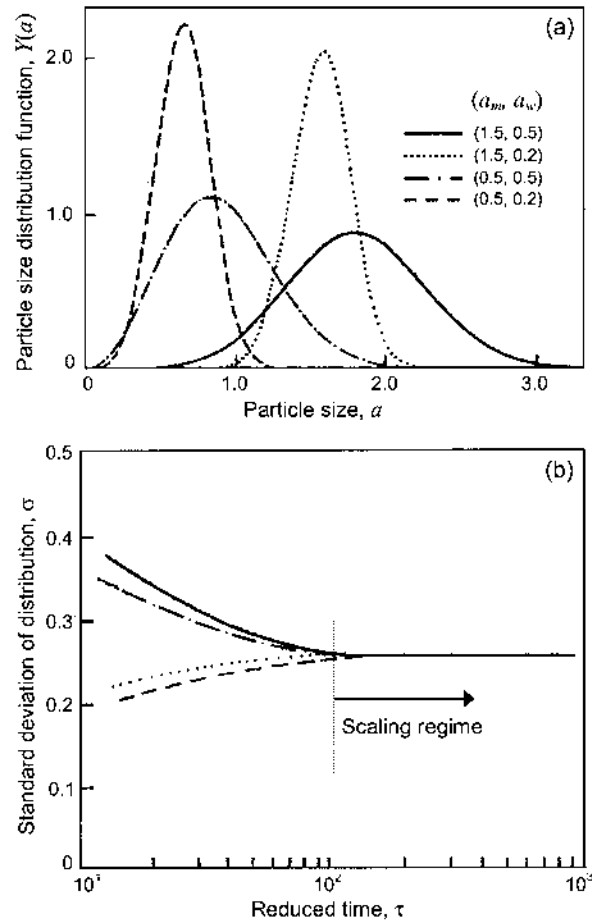 (a)
Particle size distribution function, Y(a)
2.0
1.0
0
(a_m, a_w)
(1.5, 0.5)
(1.5, 0.2)
(0.5, 0.5)
(0.5, 0.2)
0 1.0 2.0 3.0
Particle size, a
(b)
Standard deviation of distribution, σ
0.5
0.4
0.3
0.2
0.1
0
Scaling regime
10¹ 10² 10³
Reduced time, τ